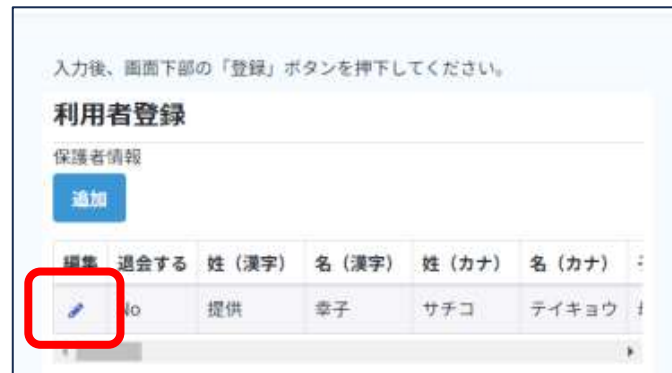 入力後、画面下部の「登録」ボタンを押下してください。
利用者登録
保護者情報
追加
編集 退会する 姓（漢字） 名（漢字） 姓（カナ） 名（カナ）
No 提供 幸子 サチコ テイキョウ